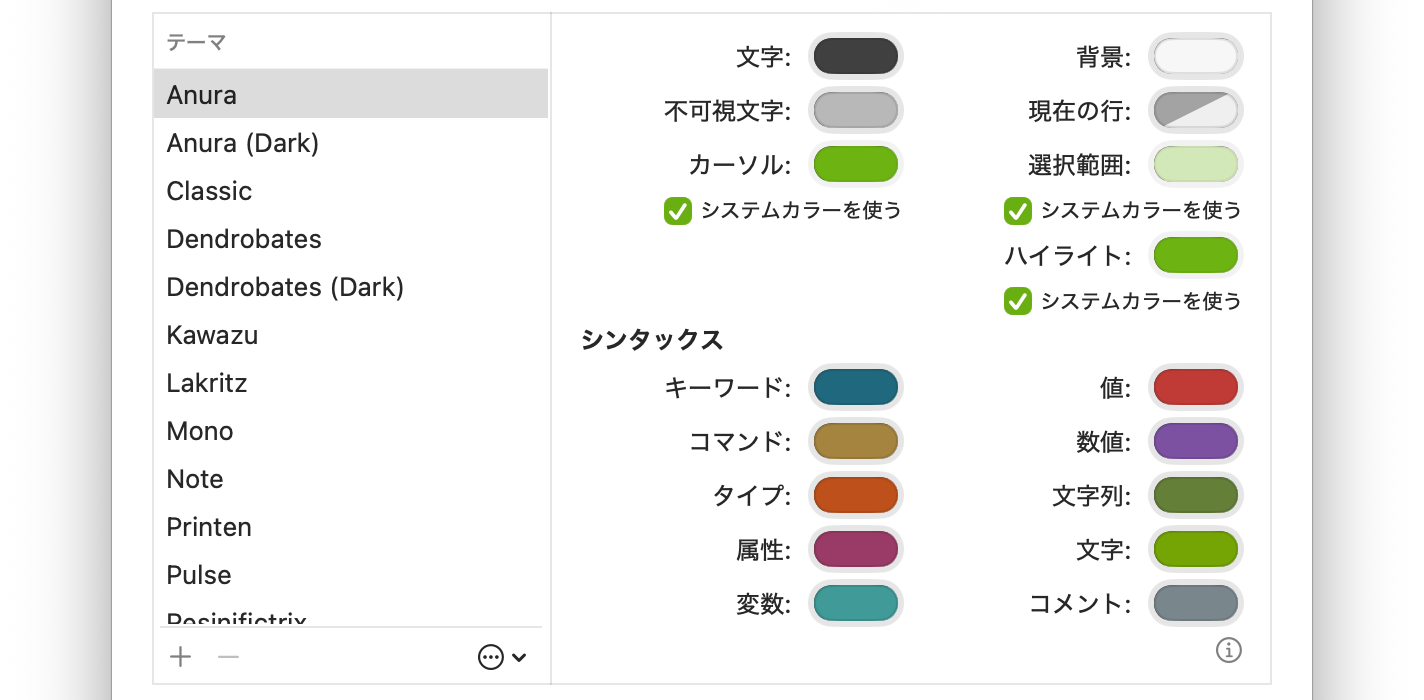 テーマ
Anura
Anura (Dark)
Classic
Dendrobates
Dendrobates (Dark)
Kawazu
Lakritz
Mono
Note
Printen
Pulse
Resinifictrix
文字:
背景:
不可視文字:
現在の行:
カーソル:
選択範囲:
システムカラーを使う
システムカラーを使う
ハイライト:
システムカラーを使う
シンタックス
キーワード:
値:
コマンド:
数値:
タイプ:
文字列:
属性:
文字:
変数:
コメント: